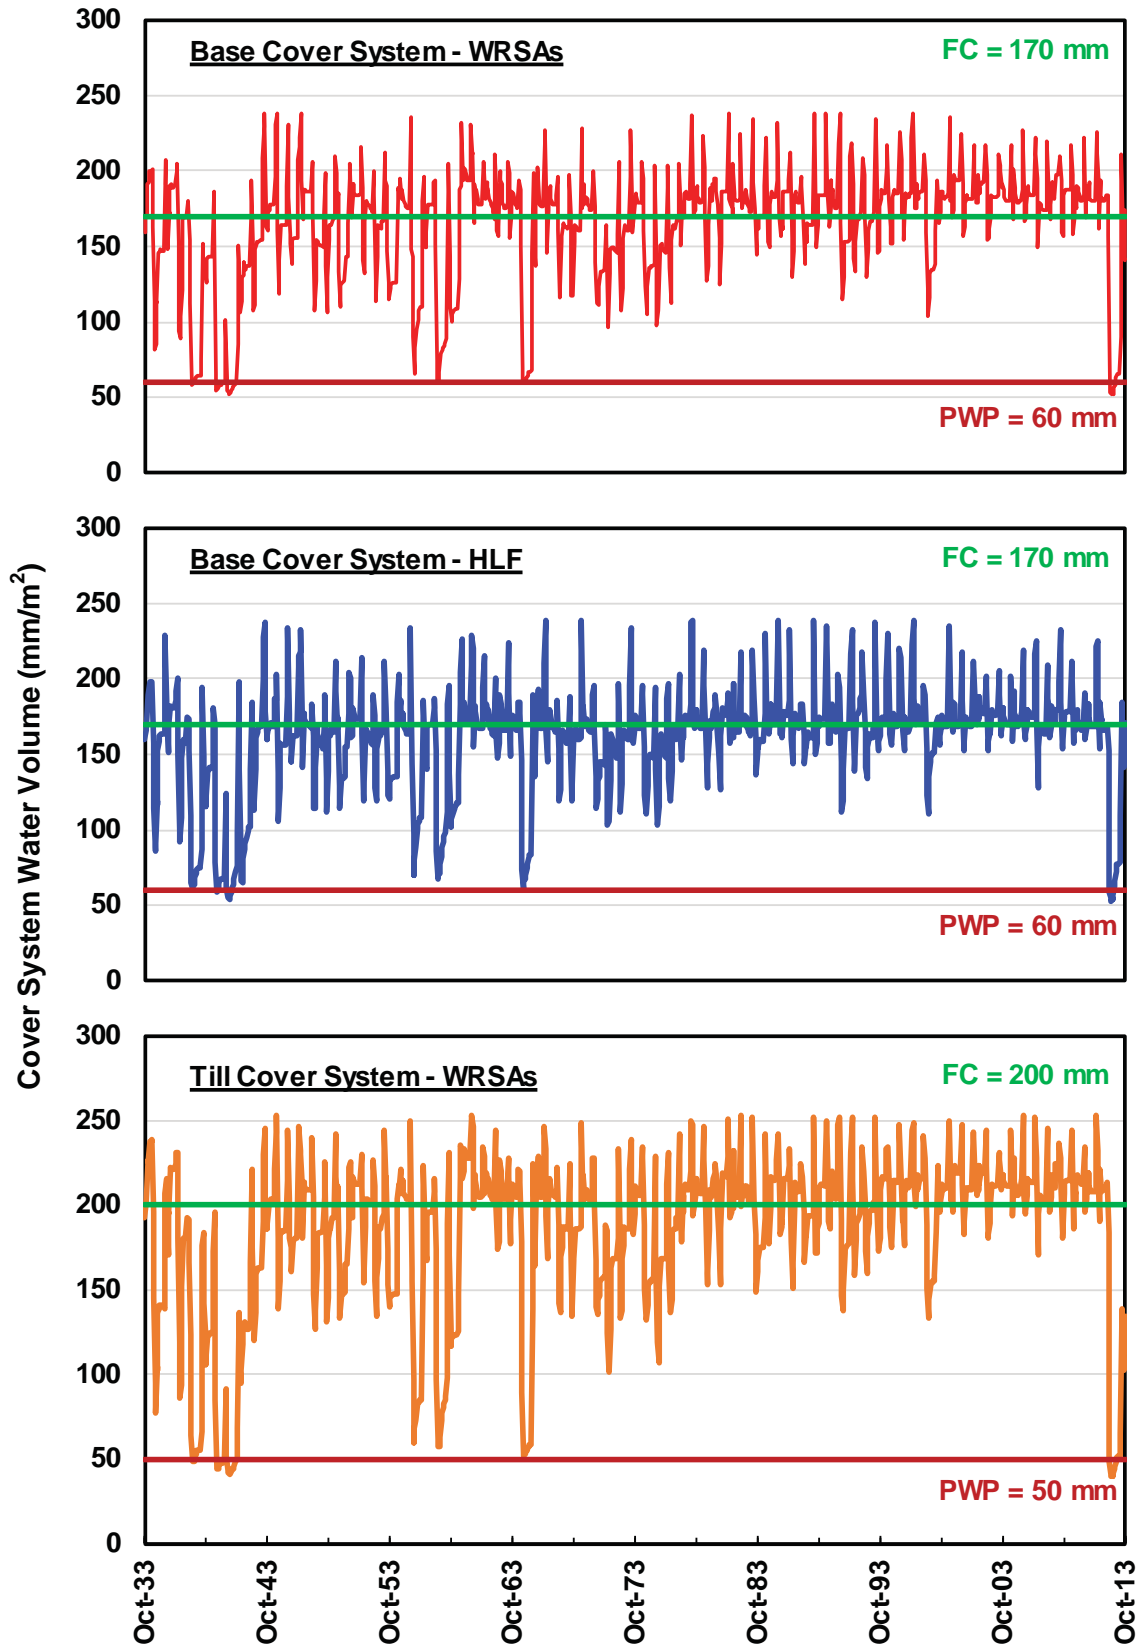 Cover System Water Volume (mm/m²)
300
250
200
150
100
50
0
Base Cover System - WRSAs
FC = 170 mm
PWP = 60 mm
300
250
200
150
100
50
0
Base Cover System - HLF
FC = 170 mm
PWP = 60 mm
300
250
200
150
100
50
0
Till Cover System - WRSAs
FC = 200 mm
PWP = 50 mm
Oct-33
Oct-43
Oct-53
Oct-63
Oct-73
Oct-83
Oct-93
Oct-03
Oct-13